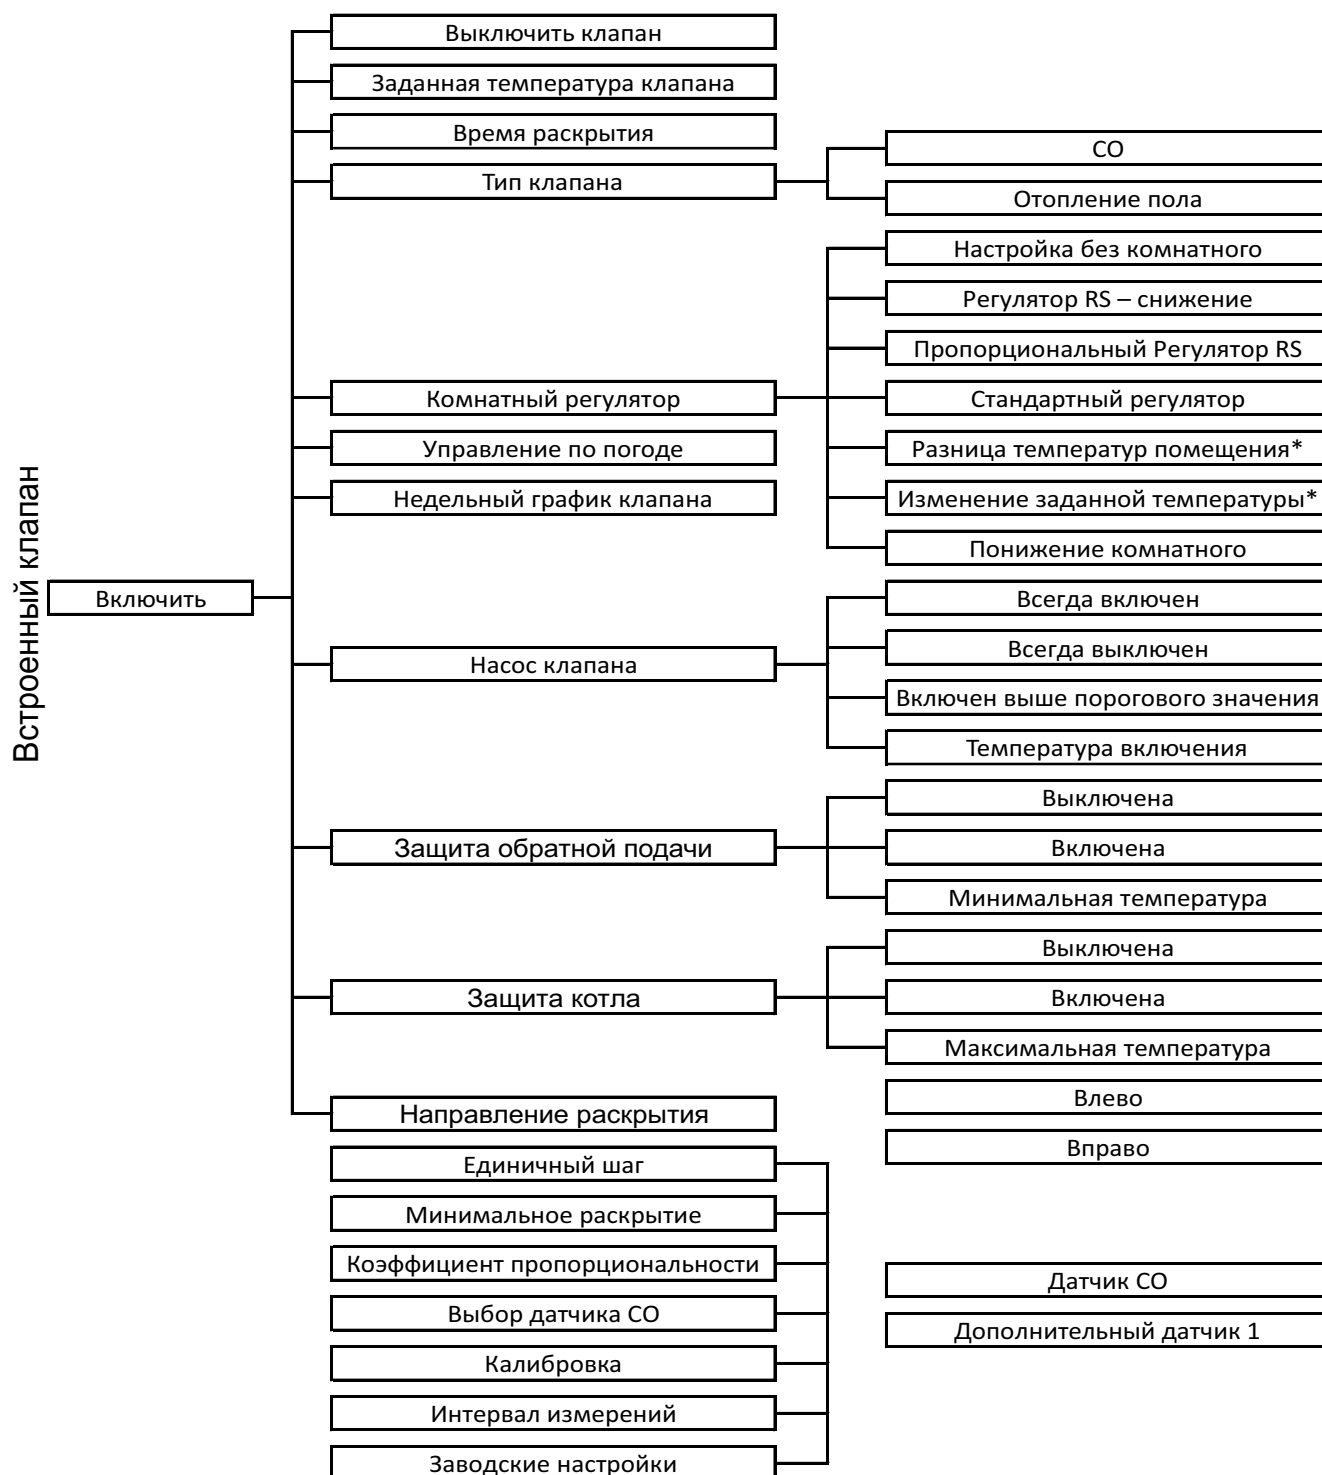 Встроенный клапан
Включить
Выключить клапан
Заданная температура клапана
Время раскрытия
Тип клапана
СО
Отопление пола
Комнатный регулятор
Настройка без комнатного
Регулятор RS – снижение
Пропорциональный Регулятор RS
Стандартный регулятор
Разница температур помещения*
Изменение заданной температуры*
Понижение комнатного
Управление по погоде
Недельный график клапана
Насос клапана
Всегда включен
Всегда выключен
Включен выше порогового значения
Температура включения
Защита обратной подачи
Выключена
Включена
Минимальная температура
Защита котла
Выключена
Включена
Максимальная температура
Направление раскрытия
Влево
Вправо
Единичный шаг
Минимальное раскрытие
Коэффициент пропорциональности
Выбор датчика СО
Датчик СО
Дополнительный датчик 1
Калибровка
Интервал измерений
Заводские настройки